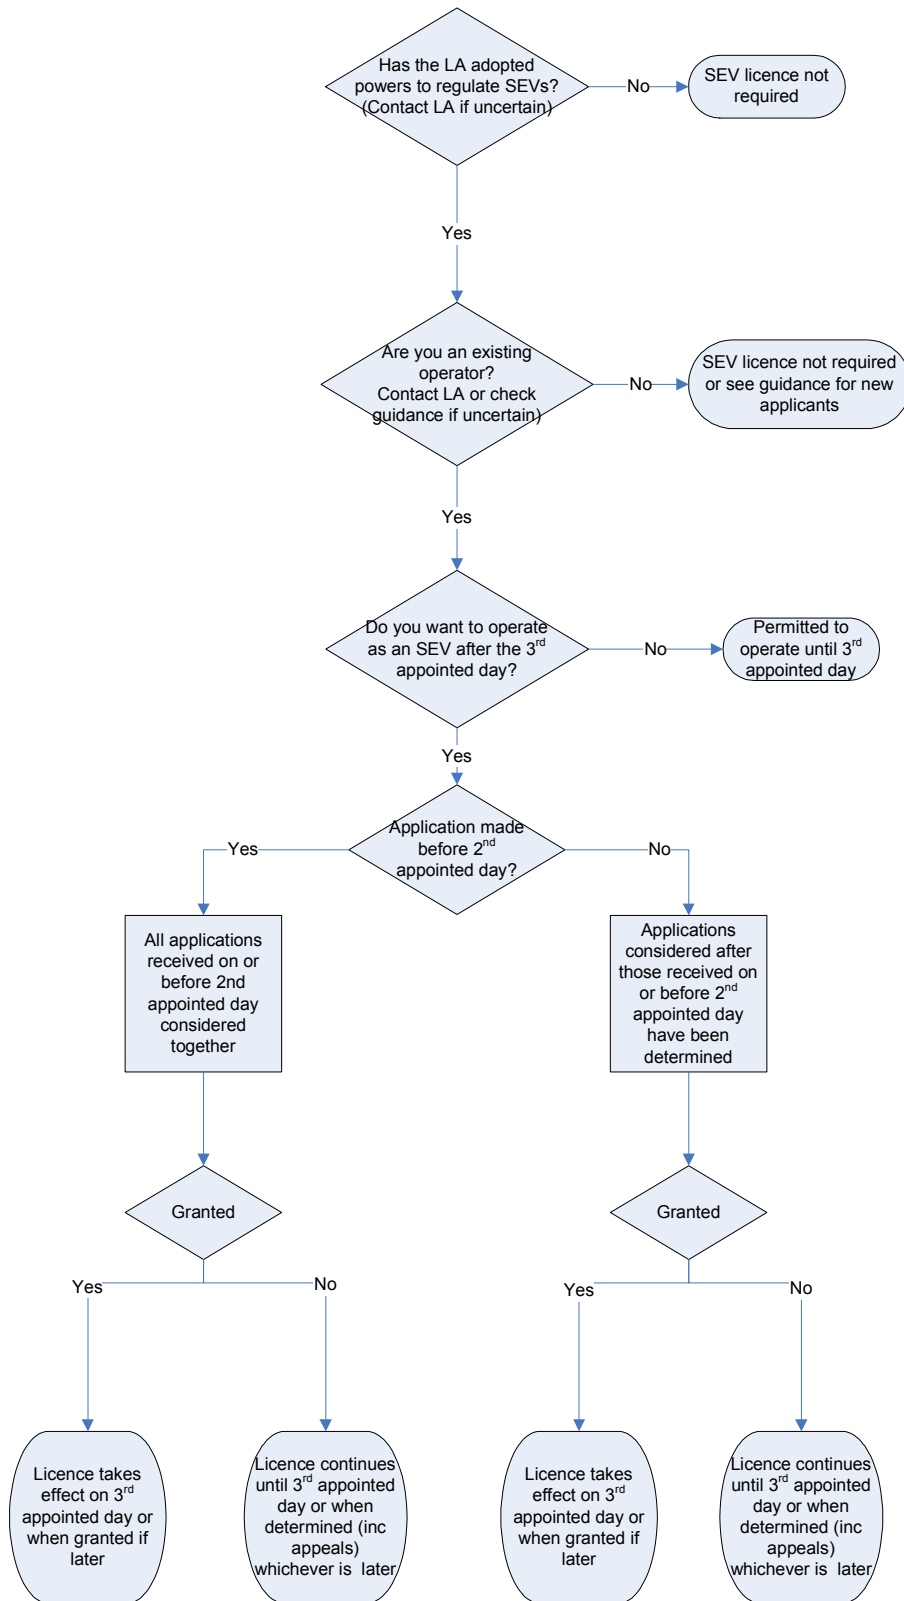 Has the LA adopted
powers to regulate SEVs?
(Contact LA if uncertain)
No
SEV licence not
required
Yes
Are you an existing
operator?
Contact LA or check
guidance if uncertain)
No
SEV licence not required
or see guidance for new
applicants
Yes
Do you want to operate
as an SEV after the 3rd
appointed day?
No
Permitted to
operate until 3rd
appointed day
Yes
Application made
before 2nd
appointed day?
Yes
No
All applications
received on or
before 2nd
appointed day
considered
together
Applications
considered after
those received on
or before 2nd
appointed day
have been
determined
Granted
Granted
Yes
No
Yes
No
Licence takes
effect on 3rd
appointed day or
when granted if
later
Licence continues
until 3rd appointed
day or when
determined (inc
appeals)
whichever is  later
Licence takes
effect on 3rd
appointed day or
when granted if
later
Licence continues
until 3rd appointed
day or when
determined (inc
appeals)
whichever is  later